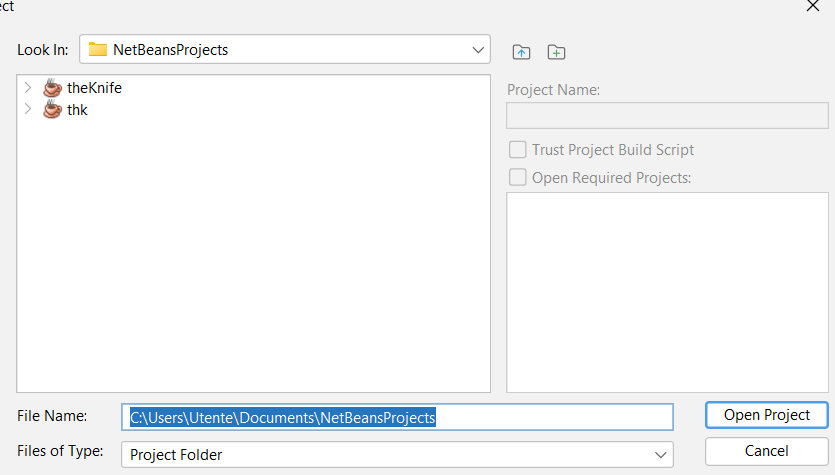 ect
Look In: NetBeansProjects
theKnife
thk
Project Name:
Trust Project Build Script
Open Required Projects:
File Name: C:\Users\Utente\Documents\NetBeansProjects
Open Project
Files of Type: Project Folder
Cancel